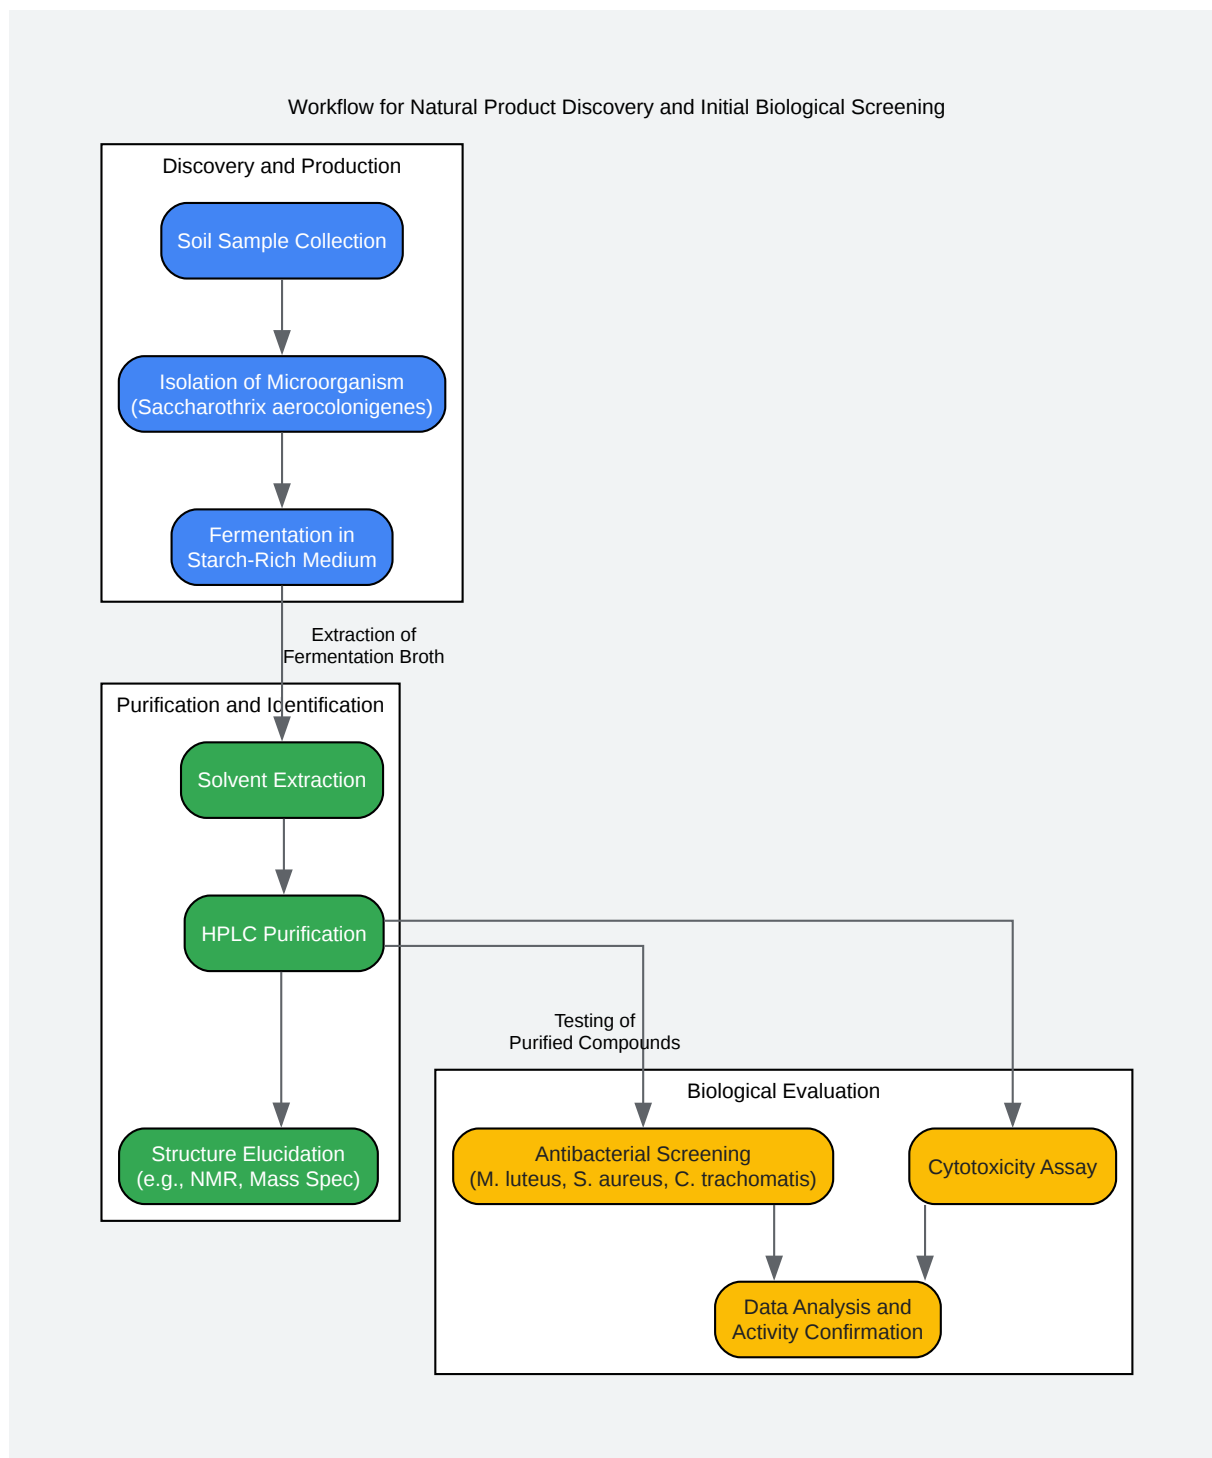 Workflow for Natural Product Discovery and Initial Biological Screening
Discovery and Production
Soil Sample Collection
Isolation of Microorganism
(Saccharothrix aerocolonigenes)
Fermentation in
Starch-Rich Medium
Extraction of
Fermentation Broth
Purification and Identification
Solvent Extraction
HPLC Purification
Testing of
Purified Compounds
Structure Elucidation
(e.g., NMR, Mass Spec)
Biological Evaluation
Antibacterial Screening
(M. luteus, S. aureus, C. trachomatis)
Cytotoxicity Assay
Data Analysis and
Activity Confirmation